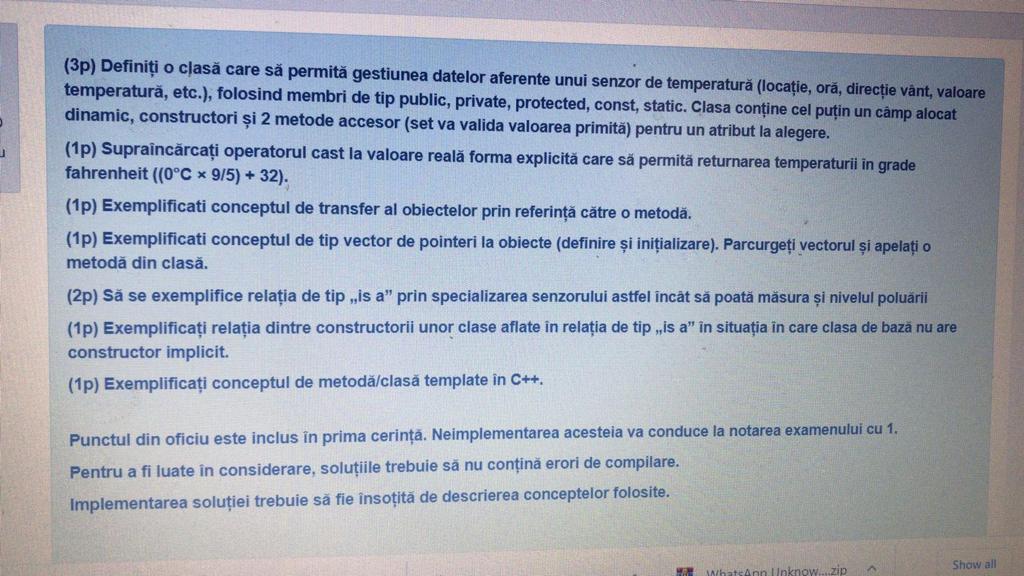 (3p) Definiți o clasă care să permită gestiunea datelor aferente unui senzor de temperatură (locație, oră, direcție vânt, valoare
temperatură, etc.), folosind membri de tip public, private, protected, const, static. Clasa conține cel puțin un câmp alocat
dinamic, constructori și 2 metode accesor (set va valida valoarea primită) pentru un atribut la alegere.
(1p) Supraîncărcați operatorul cast la valoare reală forma explicită care să permită returnarea temperaturii în grade
fahrenheit ((0°C × 9/5) + 32).
(1p) Exemplificati conceptul de transfer al obiectelor prin referință către o metodă.
(1p) Exemplificati conceptul de tip vector de pointeri la obiecte (definire și inițializare). Parcurgeți vectorul și apelați o
metodă din clasă.
(2p) Să se exemplifice relația de tip „is a” prin specializarea senzorului astfel încât să poată măsura și nivelul poluării
(1p) Exemplificați relația dintre constructorii unor clase aflate în relația de tip „is a” în situația în care clasa de bază nu are
constructor implicit.
(1p) Exemplificați conceptul de metodă/clasă template în C++.
Punctul din oficiu este inclus în prima cerință. Neimplementarea acesteia va conduce la notarea examenului cu 1.
Pentru a fi luate în considerare, soluțiile trebuie să nu conțină erori de compilare.
Implementarea soluției trebuie să fie însoțită de descrierea conceptelor folosite.
WhatsApp Unknow....zip
Show all